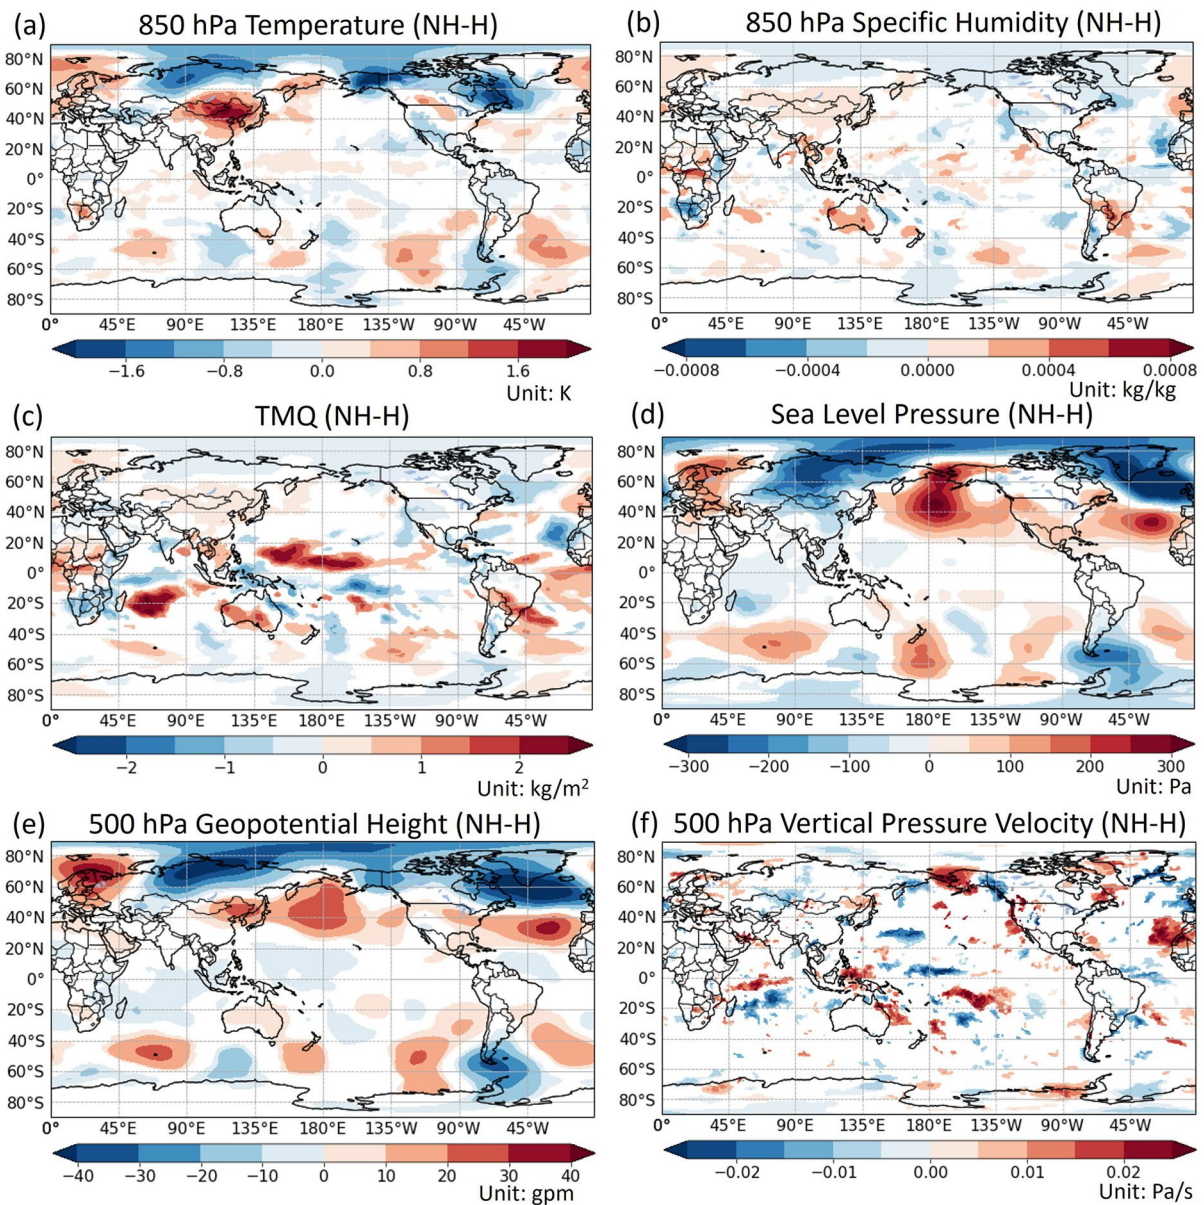 (a) 850 hPa Temperature (NH-H)
80°N
60°N
40°N
20°N
0°
20°S
40°S
60°S
80°S
0° 45°E 90°E 135°E 180° 135°W 90°W 45°W
−1.6 −0.8 0.0 0.8 1.6
Unit: K
(b) 850 hPa Specific Humidity (NH-H)
80°N
60°N
40°N
20°N
0°
20°S
40°S
60°S
80°S
0° 45°E 90°E 135°E 180° 135°W 90°W 45°W
−0.0008 −0.0004 0.0000 0.0004 0.0008
Unit: kg/kg
(c) TMQ (NH-H)
80°N
60°N
40°N
20°N
0°
20°S
40°S
60°S
80°S
0° 45°E 90°E 135°E 180° 135°W 90°W 45°W
−2 −1 0 1 2
Unit: kg/m²
(d) Sea Level Pressure (NH-H)
80°N
60°N
40°N
20°N
0°
20°S
40°S
60°S
80°S
0° 45°E 90°E 135°E 180° 135°W 90°W 45°W
−300 −200 −100 0 100 200 300
Unit: Pa
(e) 500 hPa Geopotential Height (NH-H)
80°N
60°N
40°N
20°N
0°
20°S
40°S
60°S
80°S
0° 45°E 90°E 135°E 180° 135°W 90°W 45°W
−40 −30 −20 −10 0 10 20 30 40
Unit: gpm
(f) 500 hPa Vertical Pressure Velocity (NH-H)
80°N
60°N
40°N
20°N
0°
20°S
40°S
60°S
80°S
0° 45°E 90°E 135°E 180° 135°W 90°W 45°W
−0.02 −0.01 0.00 0.01 0.02
Unit: Pa/s